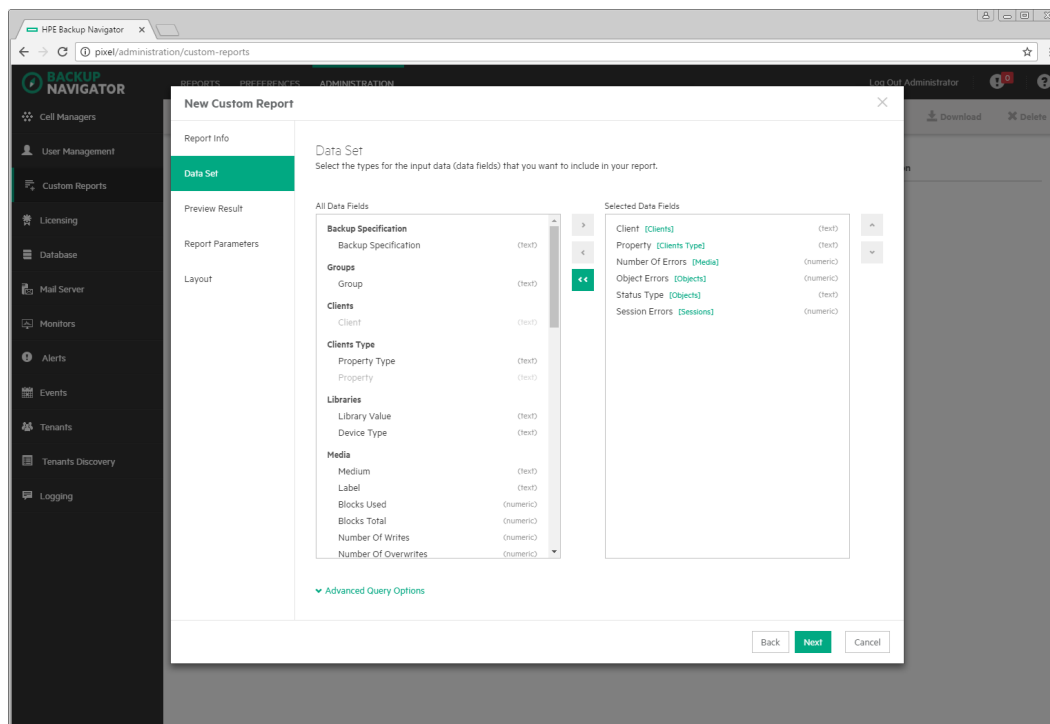 HPE Backup Navigator
pixel/administration/custom-reports
BACKUP
NAVIGATOR
REPORTS PREFERENCES ADMINISTRATION
Log Out Administrator
0
Cell Managers
User Management
Custom Reports
Licensing
Database
Mail Server
Monitors
Alerts
Events
Tenants
Tenants Discovery
Logging
Download Delete
New Custom Report
Report Info
Data Set
Preview Result
Report Parameters
Layout
Data Set
Select the types for the input data (data fields) that you want to include in your report.
All Data Fields
Backup Specification
Backup Specification (text)
Groups
Group (text)
Clients
Client (text)
Clients Type
Property Type (text)
Property (text)
Libraries
Library Value (text)
Device Type (text)
Media
Medium (text)
Label (text)
Blocks Used (numeric)
Blocks Total (numeric)
Number Of Writes (numeric)
Number Of Overwrites (numeric)
Selected Data Fields
Client [Clients] (text)
Property [Clients Type] (text)
Number Of Errors [Media] (numeric)
Object Errors [Objects] (numeric)
Status Type [Objects] (text)
Session Errors [Sessions] (numeric)
Advanced Query Options
Back Next Cancel